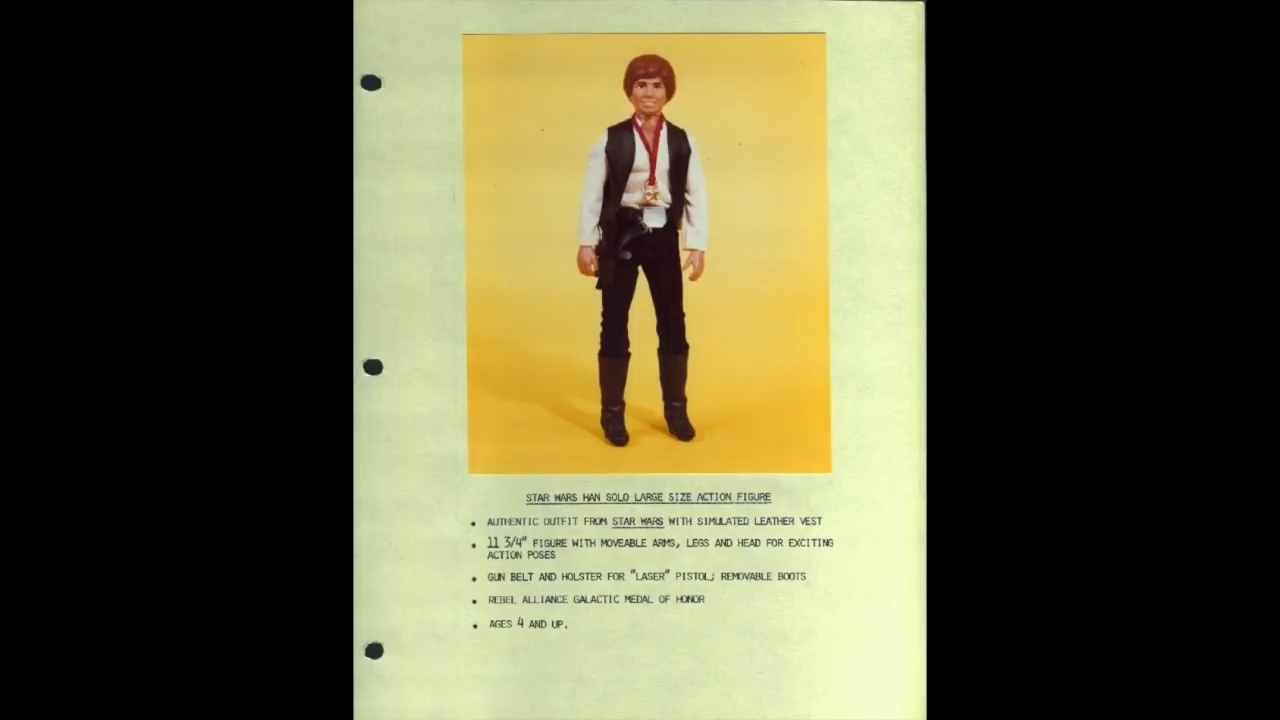 STAR WARS HAN SOLO LARGE SIZE ACTION FIGURE
• AUTHENTIC OUTFIT FROM STAR WARS WITH SIMULATED LEATHER VEST
• 11 3/4" FIGURE WITH MOVEABLE ARMS, LEGS AND HEAD FOR EXCITING
ACTION POSES
• GUN BELT AND HOLSTER FOR "LASER" PISTOL; REMOVABLE BOOTS
• REBEL ALLIANCE GALACTIC MEDAL OF HONOR
• AGES 4 AND UP.